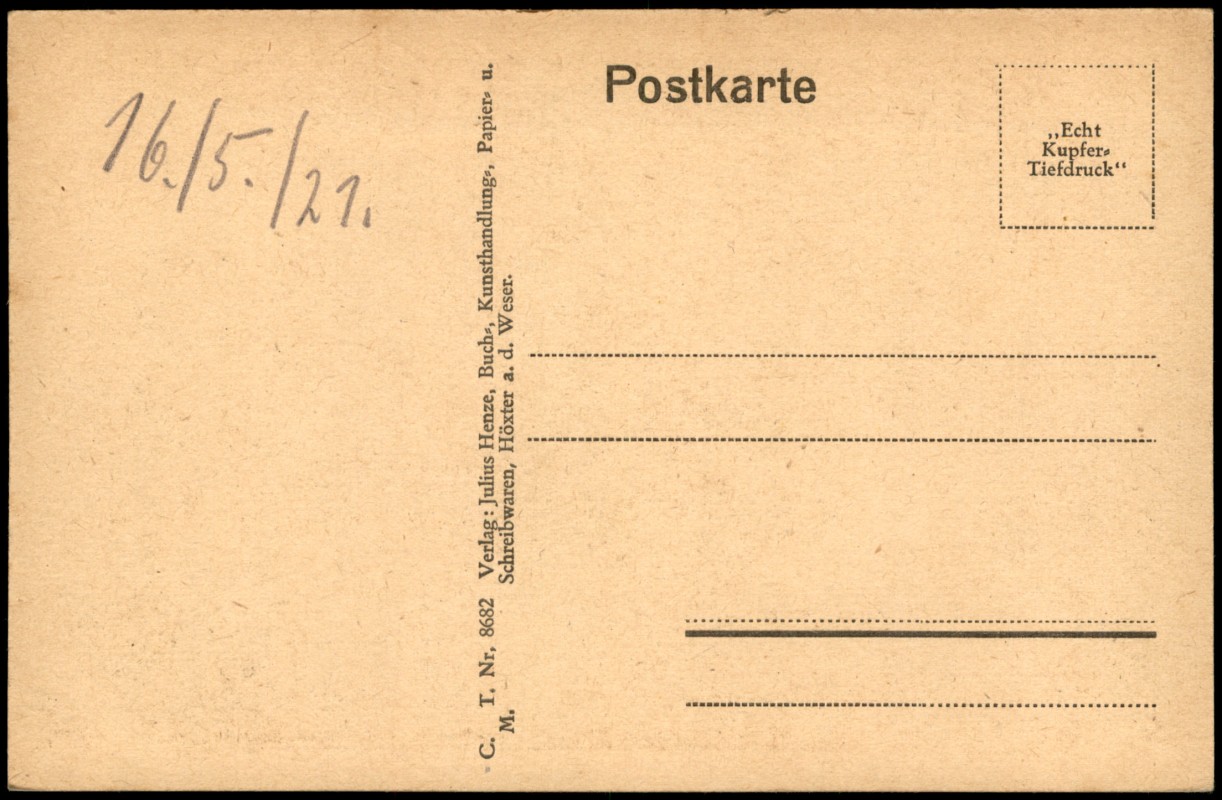 16./5./21.
C. T. Nr. 8682 Verlag: Julius Henze, Buch-, Kunsthandlung-, Papier- u.
M. Schreibwaren, Höxter a. d. Weser.
Postkarte
„Echt
Kupfer-
Tiefdruck“